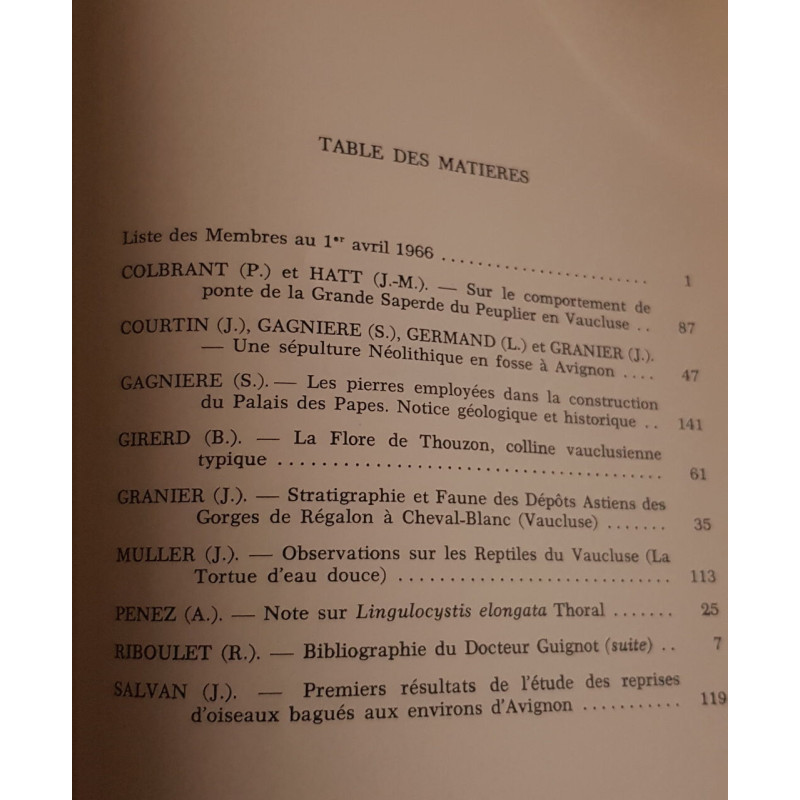 TABLE DES MATIERES
Liste des Membres au 1er avril 1966 ...................... 1
COLBRANT (P.) et HATT (J.-M.). — Sur le comportement de
ponte de la Grande Saperde du Peuplier en Vaucluse .. 87
COURTIN (J.), GAGNIERE (S.), GERMAND (L.) et GRANIER (J.).
— Une sépulture Néolithique en fosse à Avignon .... 47
GAGNIERE (S.). — Les pierres employées dans la construction
du Palais des Papes. Notice géologique et historique .. 141
GIRERD (B.). — La Flore de Thouzon, colline vauclusienne
typique ........................................ 61
GRANIER (J.). — Stratigraphie et Faune des Dépôts Astiens des
Gorges de Régalon à Cheval-Blanc (Vaucluse) ....... 35
MULLER (J.). — Observations sur les Reptiles du Vaucluse (La
Tortue d'eau douce) ............................. 113
PENEZ (A.). — Note sur Lingulocystis elongata Thoral ....... 25
RIBOULET (R.). — Bibliographie du Docteur Guignot (suite) .. 7
SALVAN (J.). — Premiers résultats de l'étude des reprises
d'oiseaux bagués aux environs d'Avignon ........... 119